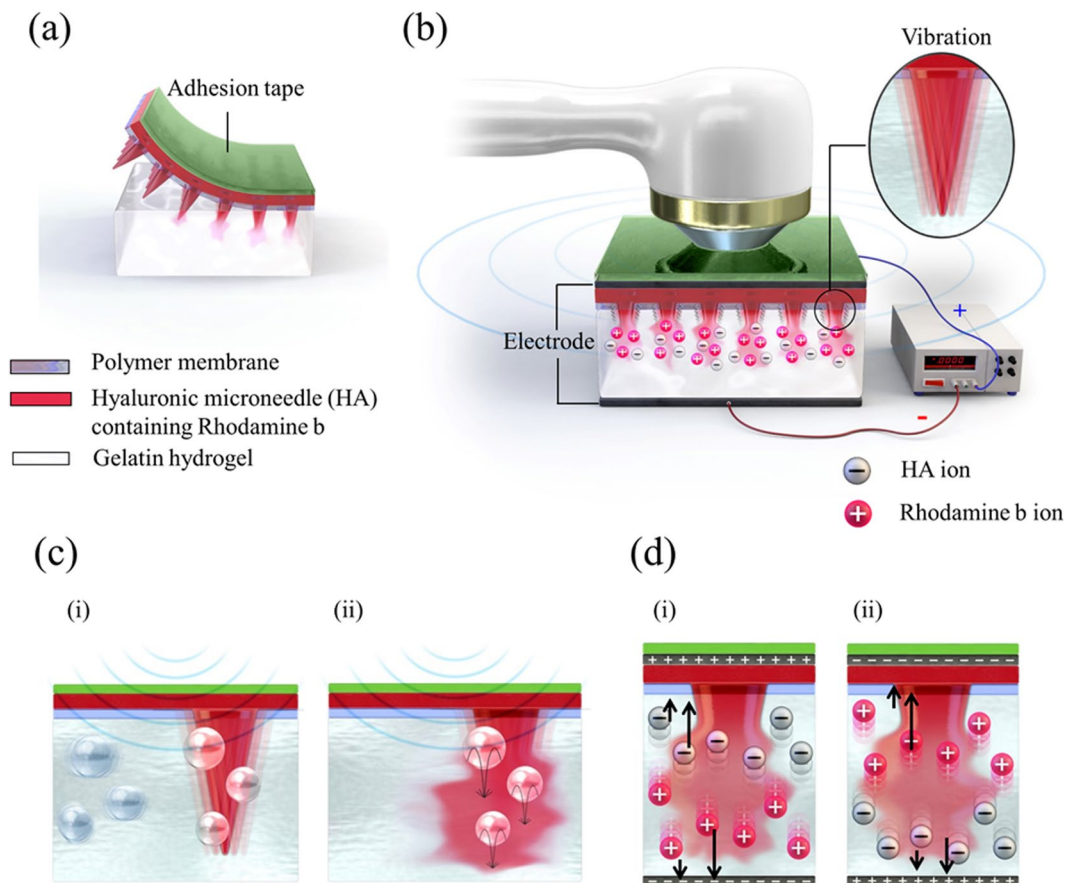 (a)
Adhesion tape
Polymer membrane
Hyaluronic microneedle (HA)
containing Rhodamine b
Gelatin hydrogel
(b)
Vibration
Electrode
+
-
HA ion
Rhodamine b ion
(c)
(i)
(ii)
(d)
(i)
(ii)